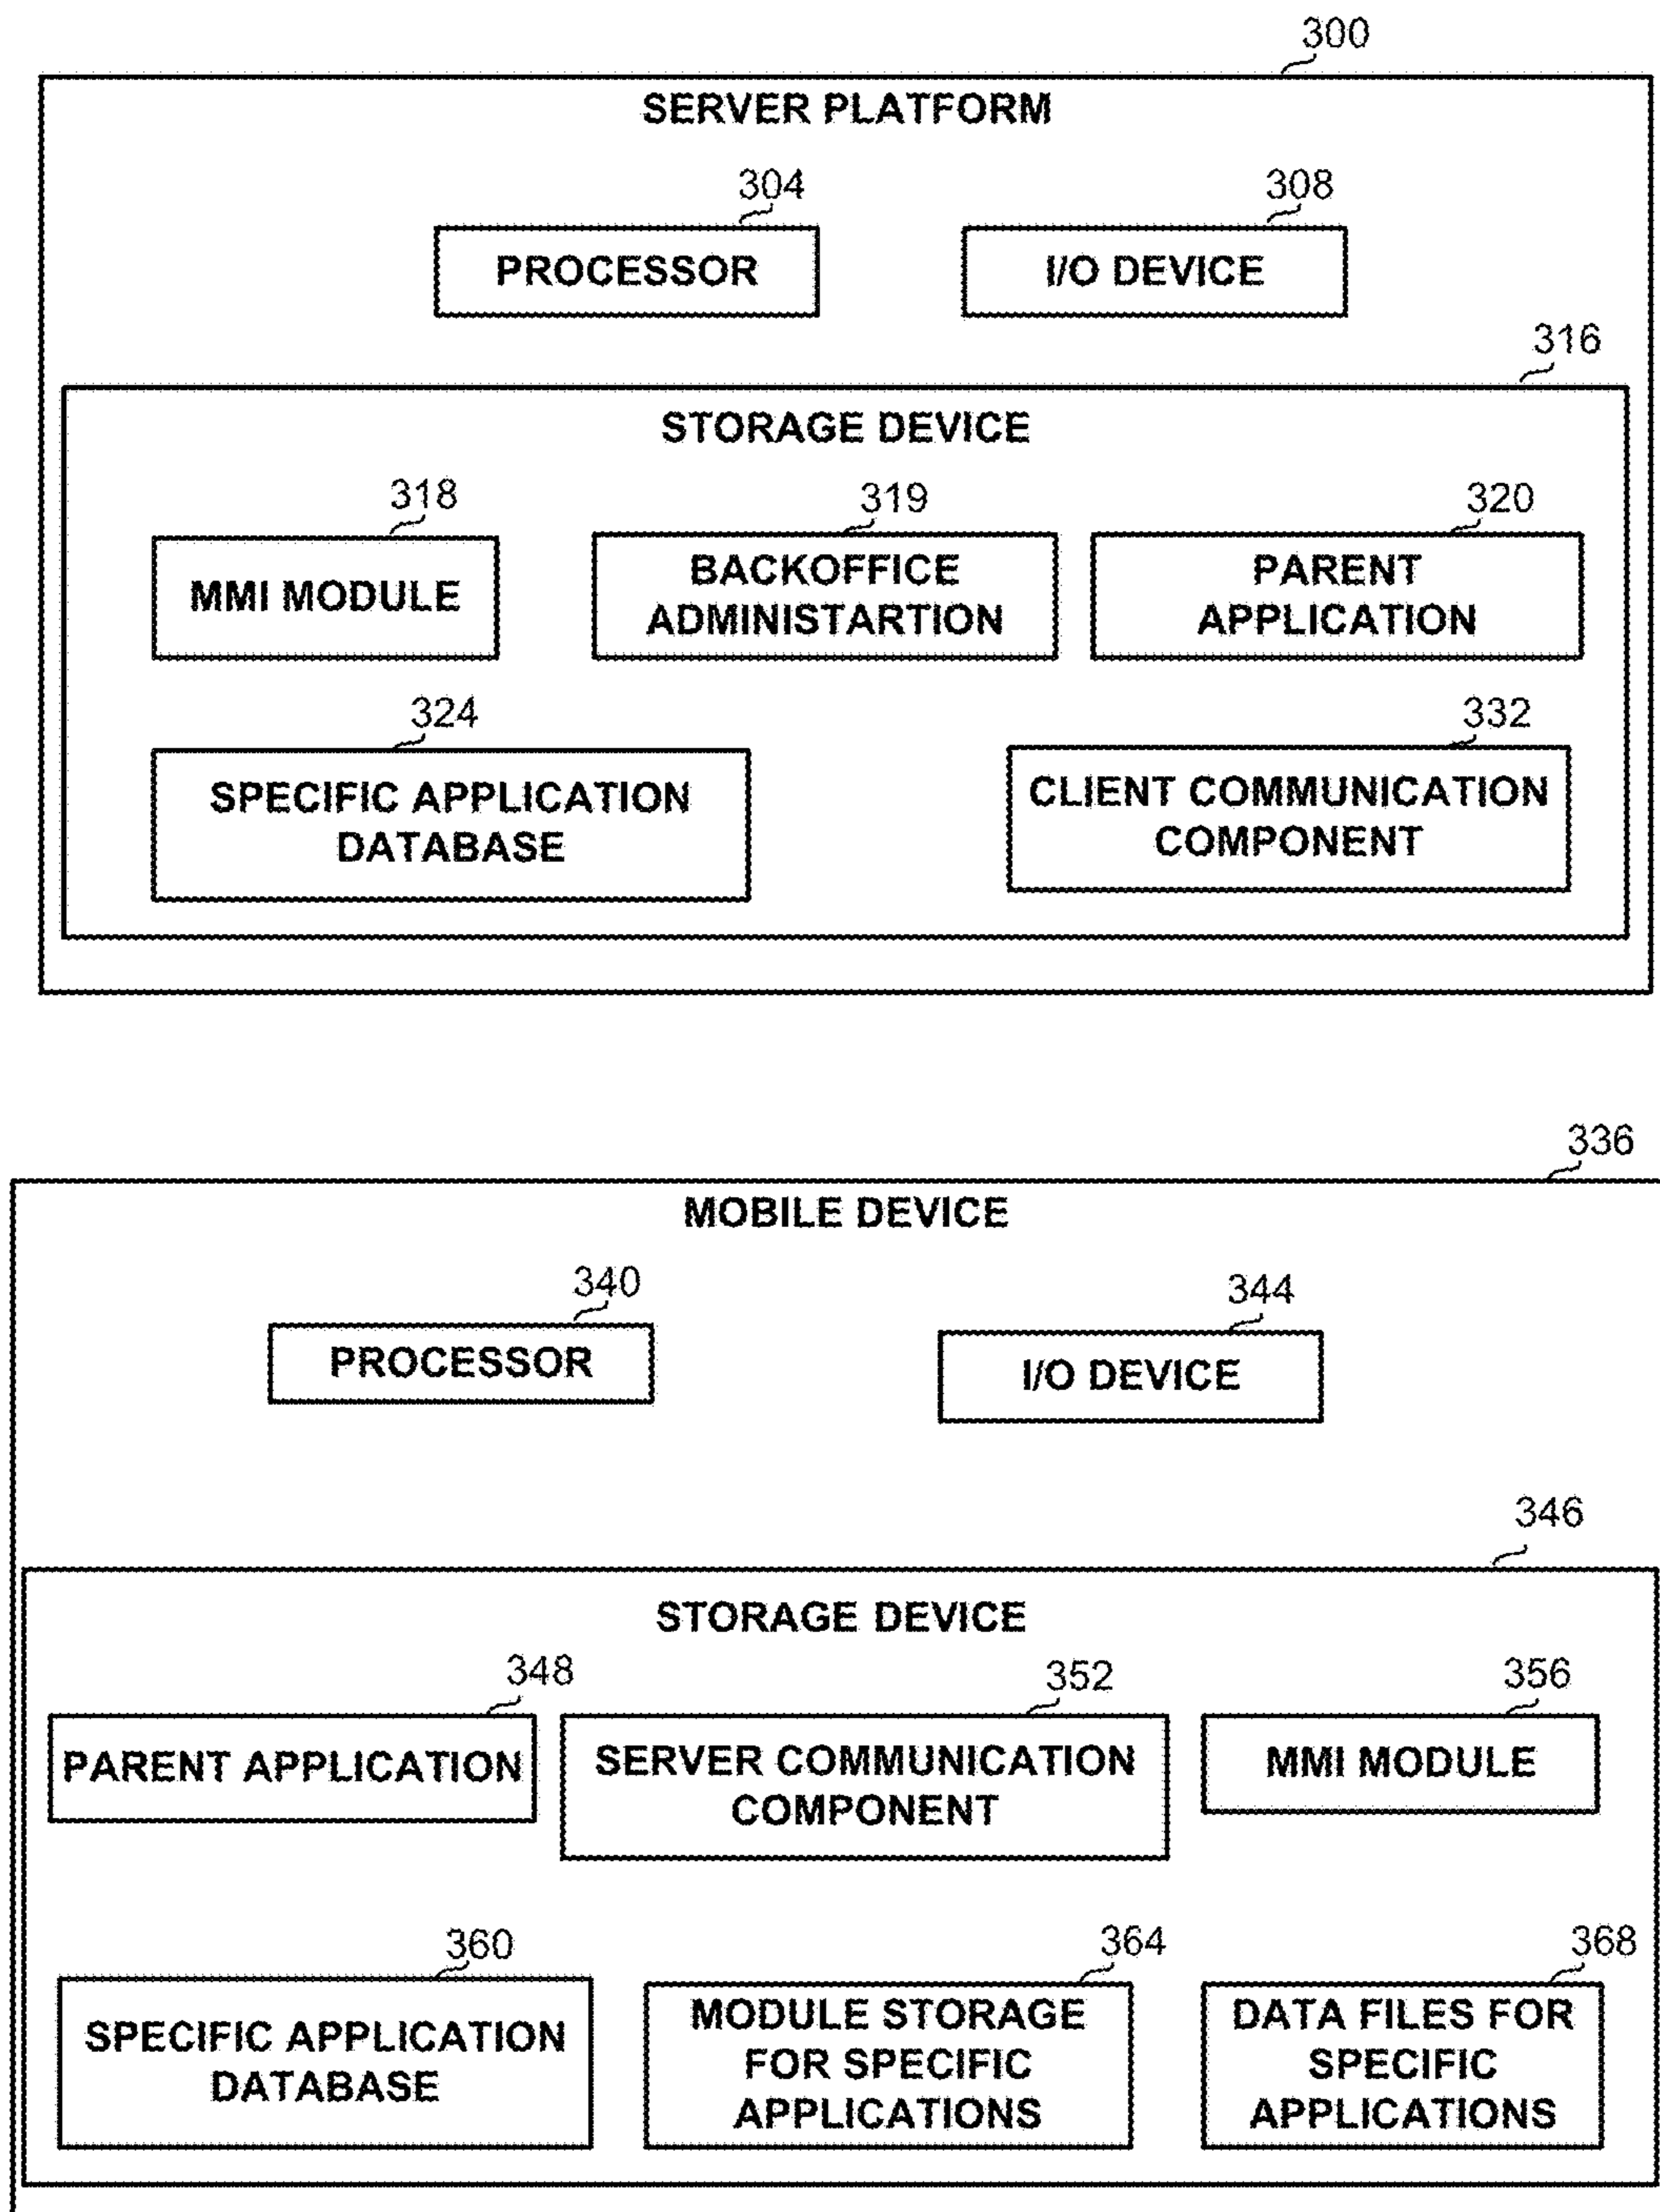 300
SERVER PLATFORM
304
308
PROCESSOR
I/O DEVICE
316
STORAGE DEVICE
318
319
320
MMI MODULE
BACKOFFICE
ADMINISTARTION
PARENT
APPLICATION
324
332
SPECIFIC APPLICATION
DATABASE
CLIENT COMMUNICATION
COMPONENT
336
MOBILE DEVICE
340
344
PROCESSOR
I/O DEVICE
346
STORAGE DEVICE
348
352
356
PARENT APPLICATION
SERVER COMMUNICATION
COMPONENT
MMI MODULE
360
364
368
SPECIFIC APPLICATION
DATABASE
MODULE STORAGE
FOR SPECIFIC
APPLICATIONS
DATA FILES FOR
SPECIFIC
APPLICATIONS